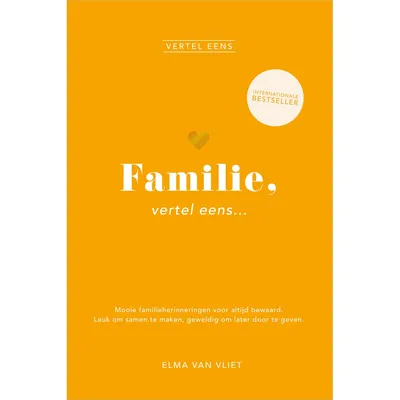 VERTEL EENS
INTERNATIONALE
BESTSELLER
Familie,
vertel eens...
Mooie familieherinneringen voor altijd bewaard.
Leuk om samen te maken, geweldig om later door te geven.
ELMA VAN VLIET